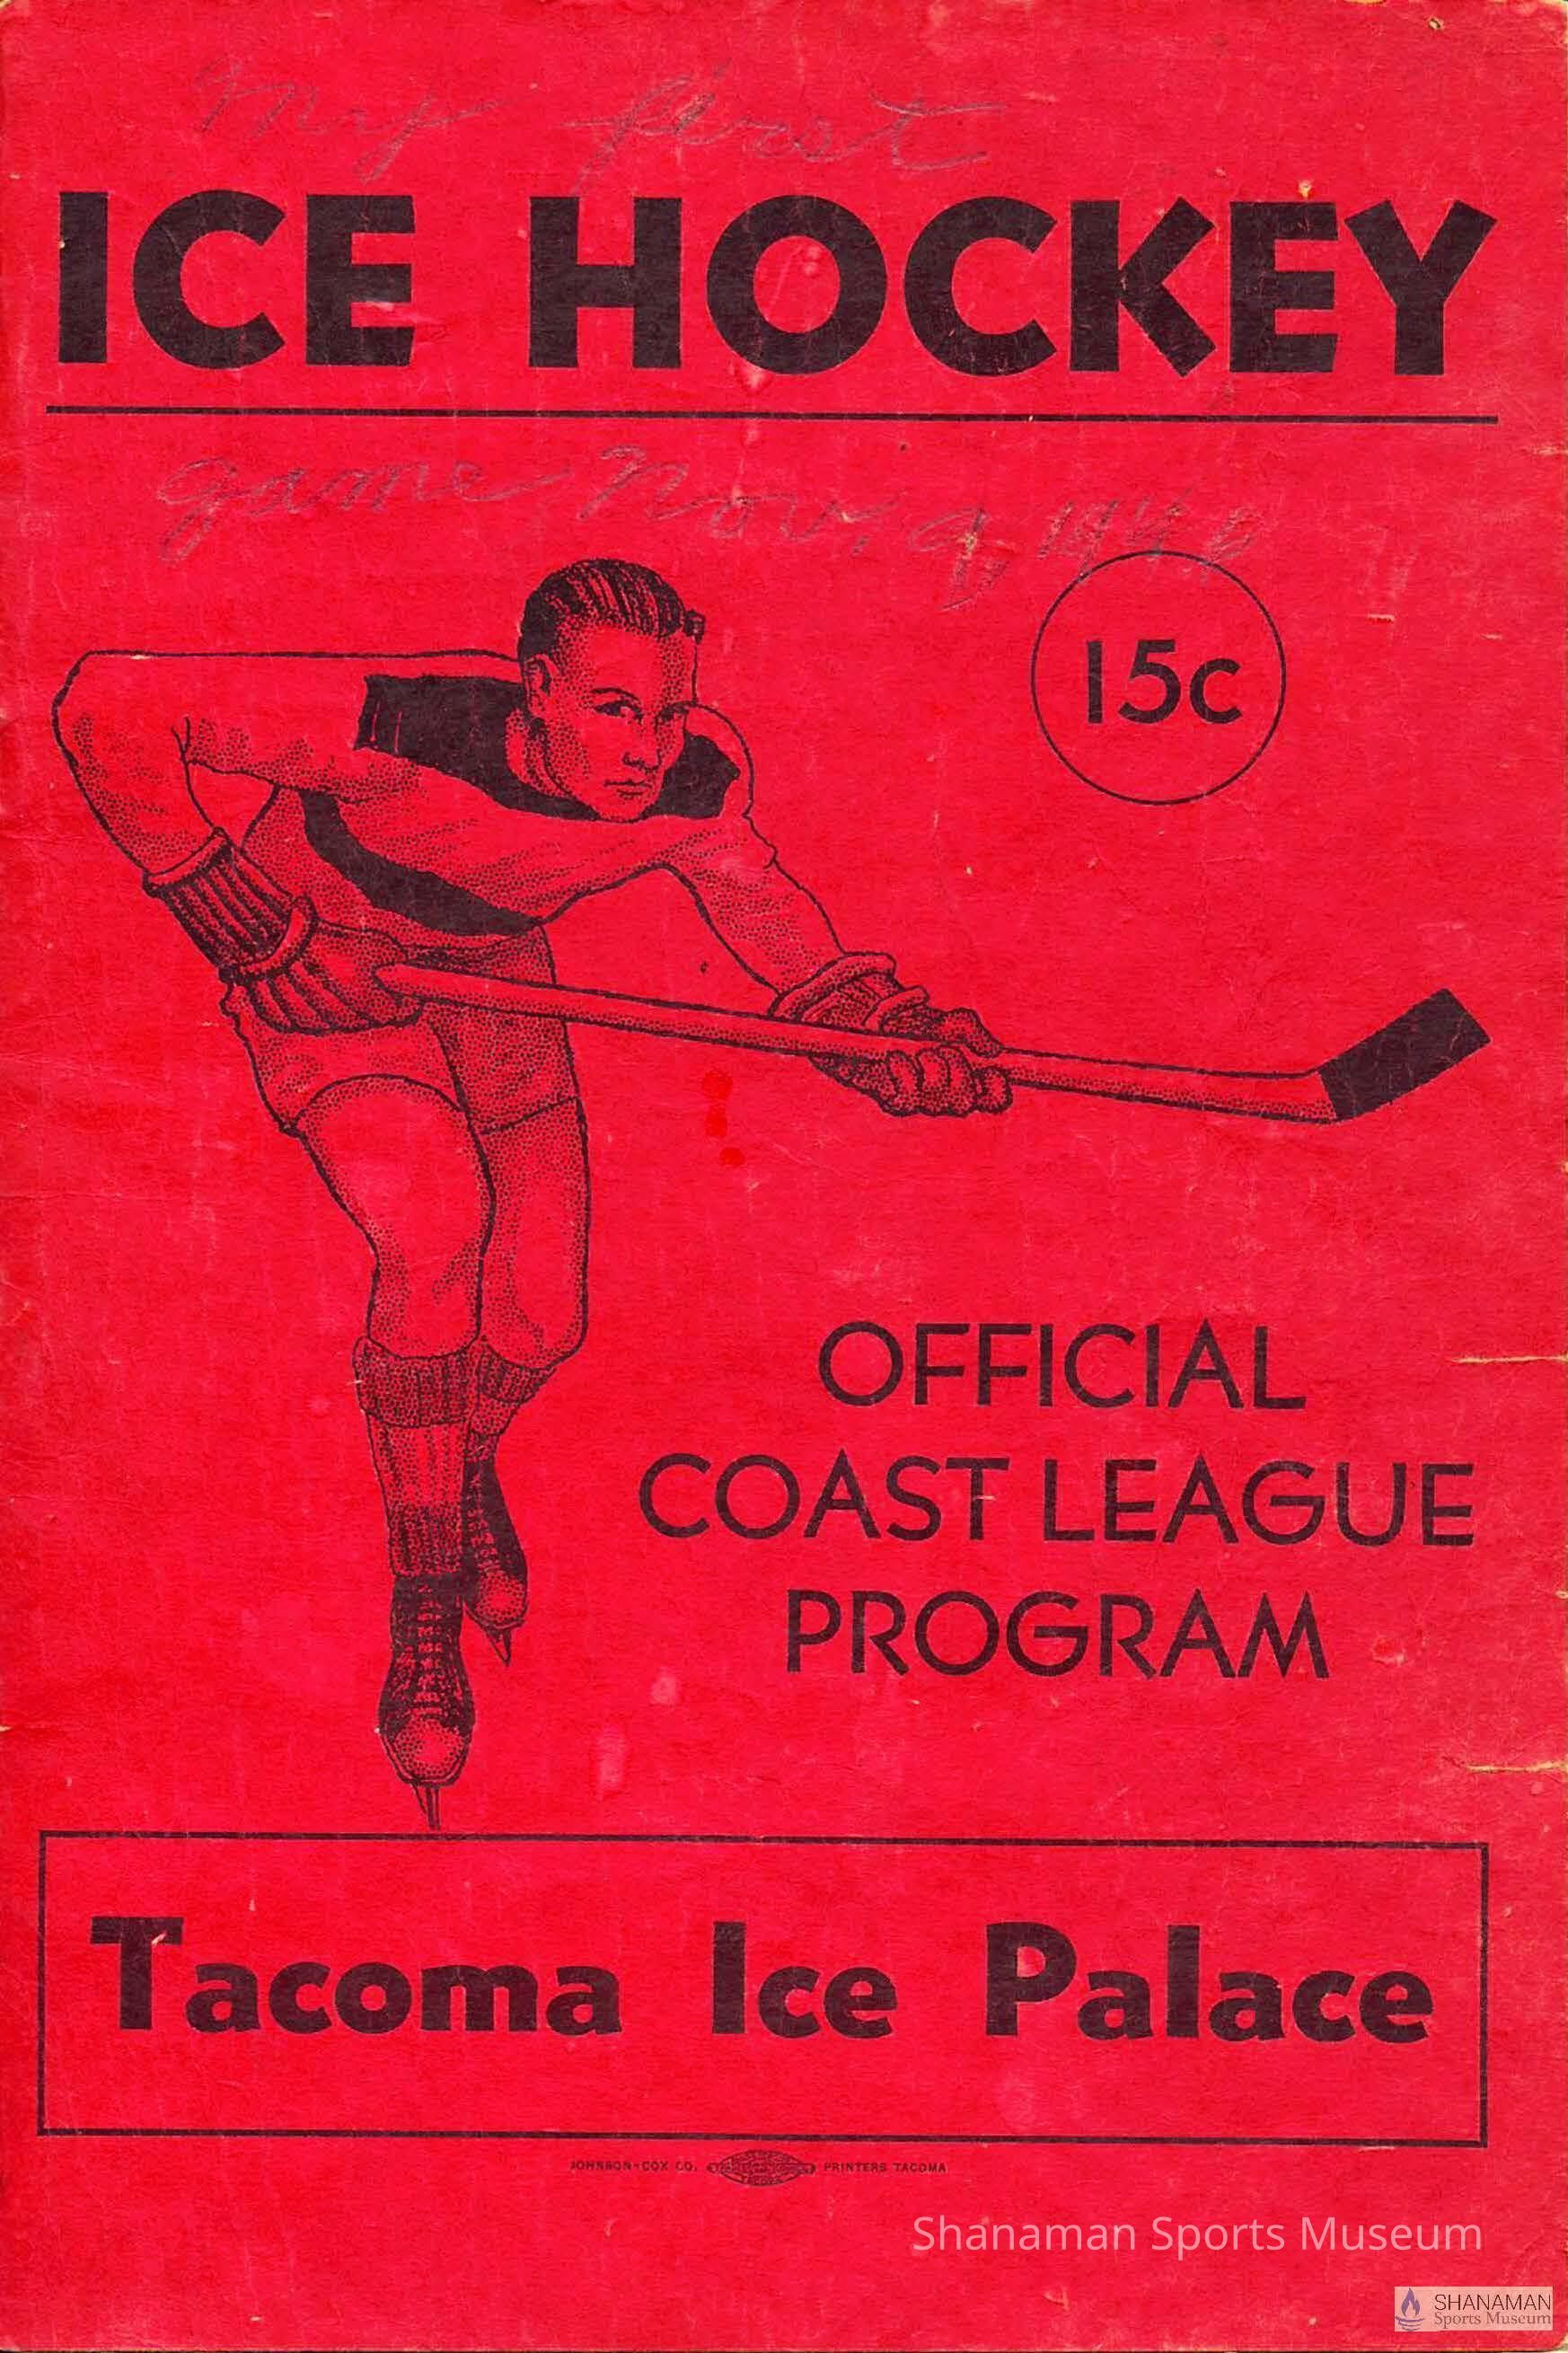 My first
ICE HOCKEY
game Nov. 9, 1946
15c
OFFICIAL
COAST LEAGUE
PROGRAM
Tacoma Ice Palace
JOHNSON-COX CO. PRINTERS TACOMA
Shanaman Sports Museum
SHANAMAN
Sports Museum